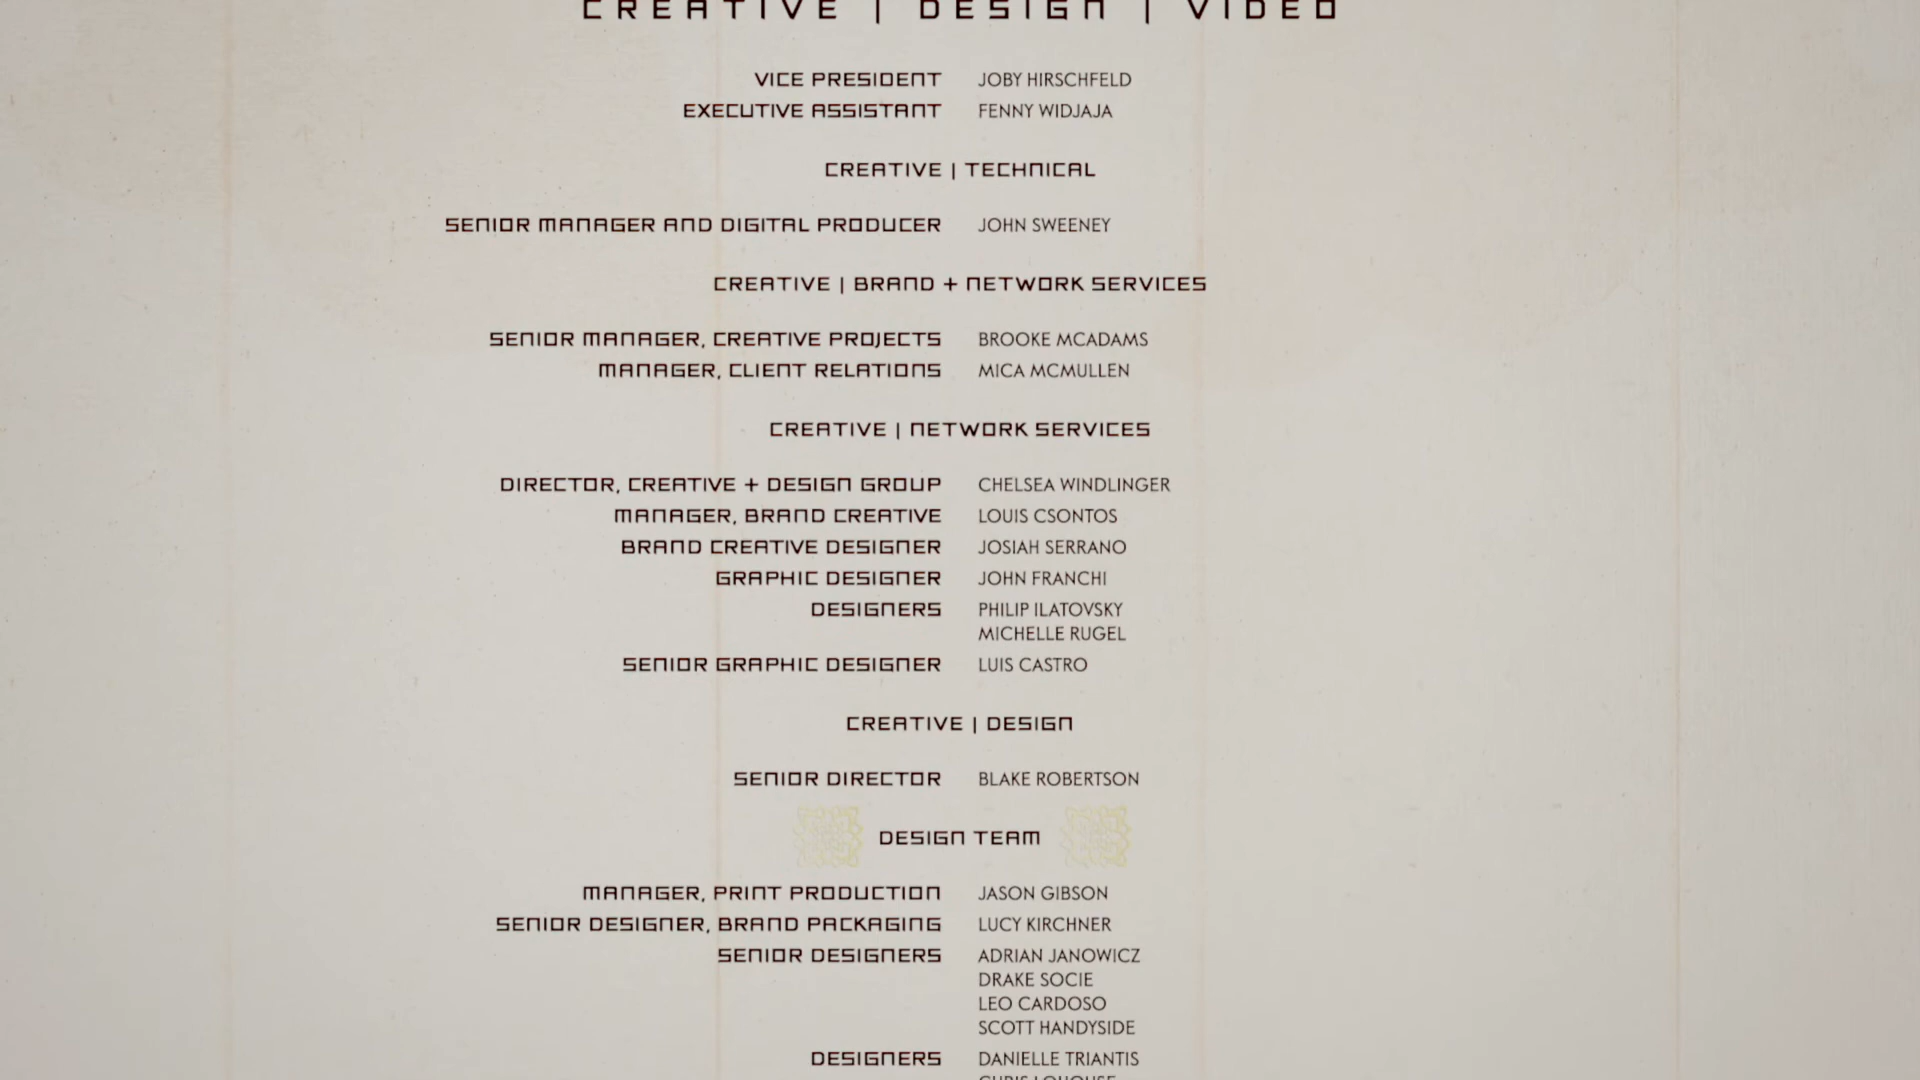 CREATIVE | DESIGN | VIDEO
VICE PRESIDENT JOBY HIRSCHFELD
EXECUTIVE ASSISTANT FENNY WIDJAJA
CREATIVE | TECHNICAL
SENIOR MANAGER AND DIGITAL PRODUCER JOHN SWEENEY
CREATIVE | BRAND + NETWORK SERVICES
SENIOR MANAGER, CREATIVE PROJECTS BROOKE MCADAMS
MANAGER, CLIENT RELATIONS MICA MCMULLEN
CREATIVE | NETWORK SERVICES
DIRECTOR, CREATIVE + DESIGN GROUP CHELSEA WINDLINGER
MANAGER, BRAND CREATIVE LOUIS CSONTOS
BRAND CREATIVE DESIGNER JOSIAH SERRANO
GRAPHIC DESIGNER JOHN FRANCHI
DESIGNERS PHILIP ILATOVSKY
MICHELLE RUGEL
SENIOR GRAPHIC DESIGNER LUIS CASTRO
CREATIVE | DESIGN
SENIOR DIRECTOR BLAKE ROBERTSON
DESIGN TEAM
MANAGER, PRINT PRODUCTION JASON GIBSON
SENIOR DESIGNER, BRAND PACKAGING LUCY KIRCHNER
SENIOR DESIGNERS ADRIAN JANOWICZ
DRAKE SOCIE
LEO CARDOSO
SCOTT HANDYSIDE
DESIGNERS DANIELLE TRIANTIS